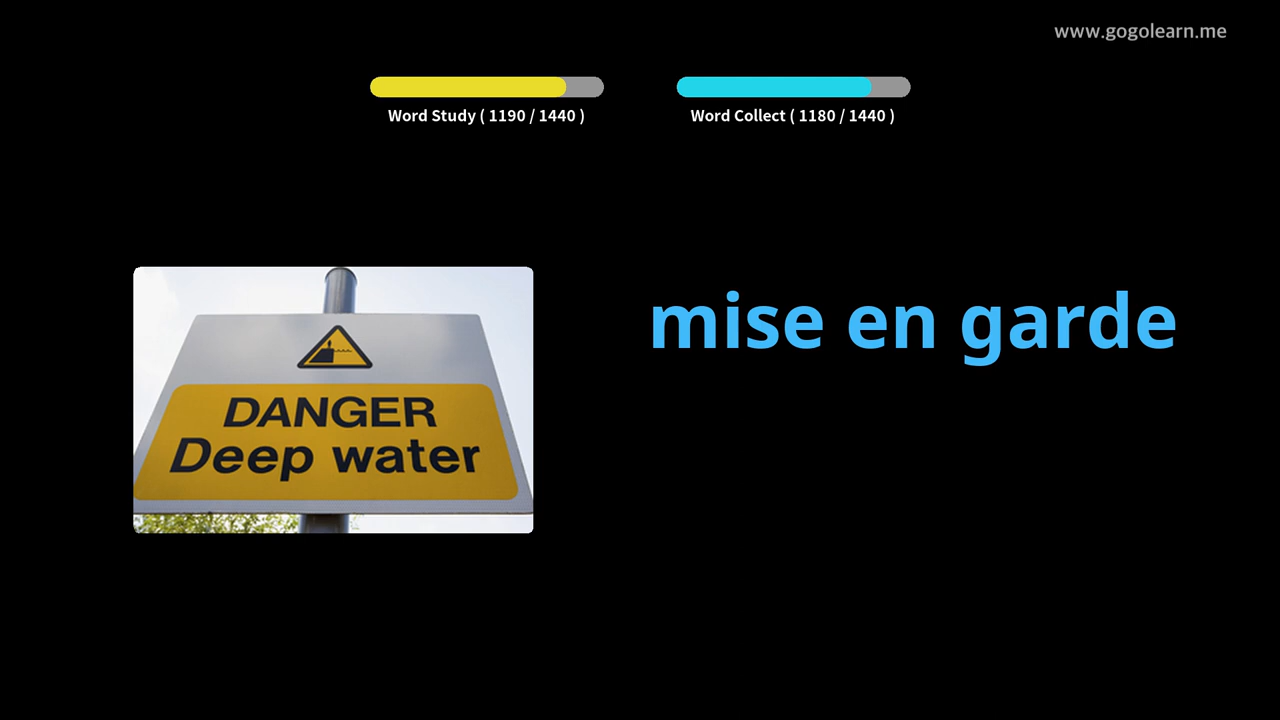 www.gogolearn.me
Word Study ( 1190 / 1440 )
Word Collect ( 1180 / 1440 )
mise en garde
DANGER
Deep water